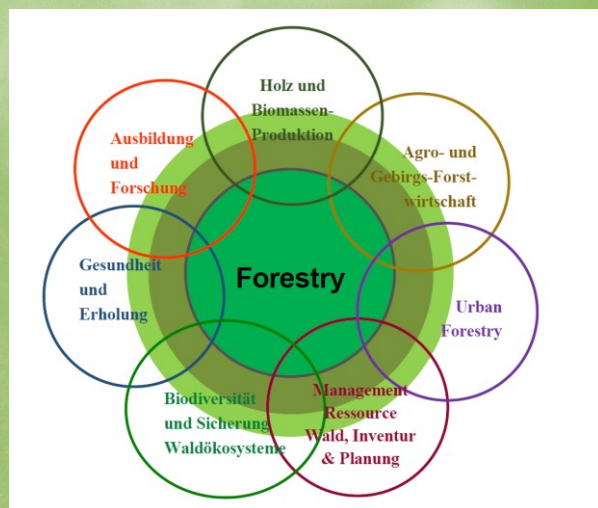 Holz und
Biomassen-
Produktion
Agro- und
Gebirgs-Forst-
wirtschaft
Urban
Forestry
Management
Ressource
Wald, Inventur
& Planung
Biodiversität
und Sicherung
Waldökosysteme
Gesundheit
und
Erholung
Ausbildung
und
Forschung
Forestry